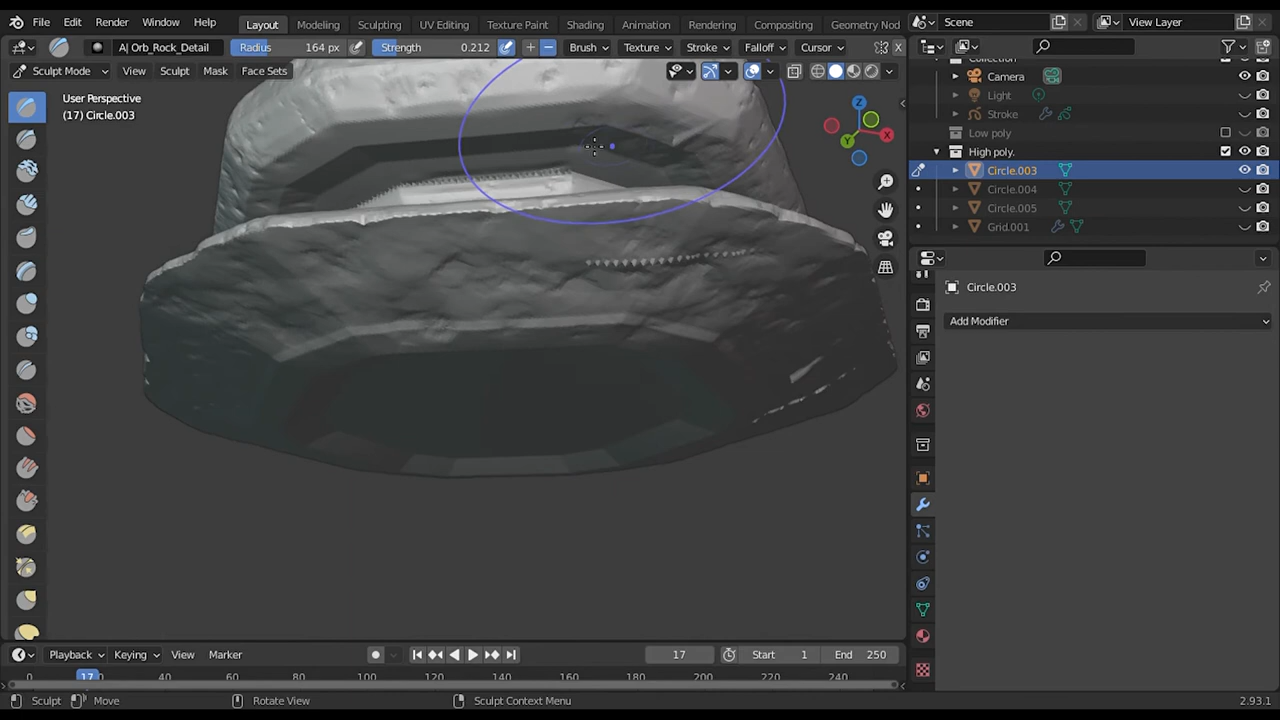 File Edit Render Window Help Layout Modeling Sculpting UV Editing Texture Paint Shading Animation Rendering Compositing Geometry Nod Scene View Layer
A| Orb_Rock_Detail Radius 164 px Strength 0.212 Brush Texture Stroke Falloff Cursor
Sculpt Mode View Sculpt Mask Face Sets
User Perspective
(17) Circle.003
Z
X
Y
Collection
Camera
Light
Stroke
Low poly
High poly.
Circle.003
Circle.004
Circle.005
Grid.001
Circle.003
Add Modifier
Playback Keying View Marker 17 Start 1 End 250
0 17 40 60 80 100 120 140 160 180 200 220 240
Sculpt Move Rotate View Sculpt Context Menu 2.93.1